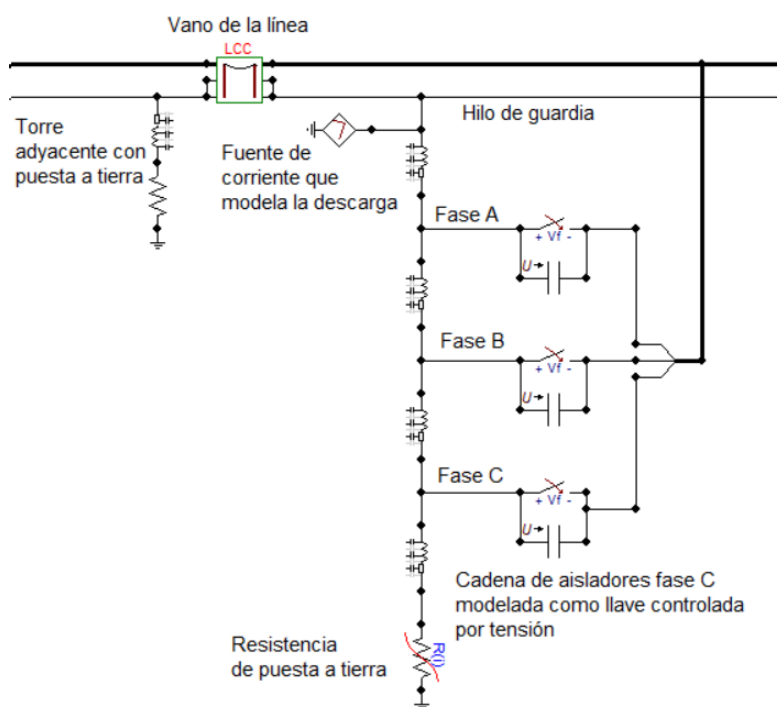 Vano de la línea
LCC
Hilo de guardia
Torre
adyacente con
puesta a tierra
Fuente de
corriente que
modela la descarga
Fase A
+ Vf -
U
Fase B
+ Vf -
U
Fase C
+ Vf -
U
Cadena de aisladores fase C
modelada como llave controlada
por tensión
Resistencia
de puesta a tierra
R(i)